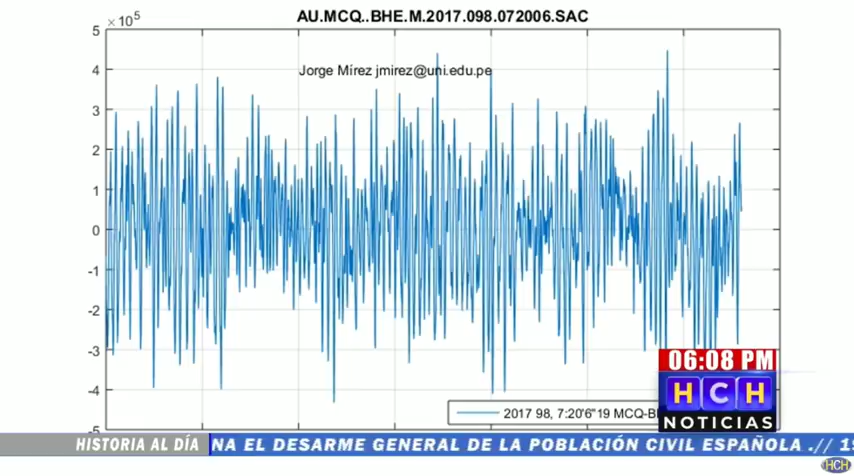 AU.MCQ..BHE.M.2017.098.072006.SAC
×10⁵
5
Jorge Mírez jmirez@uni.edu.pe
4
3
2
1
0
-1
-2
-3
-4
-5
2017 98, 7:20'6"19 MCQ-B
06:08 PM
HCH
NOTICIAS
HISTORIA AL DÍA NA EL DESARME GENERAL DE LA POBLACIÓN CIVIL ESPAÑOLA .// 19
HCH